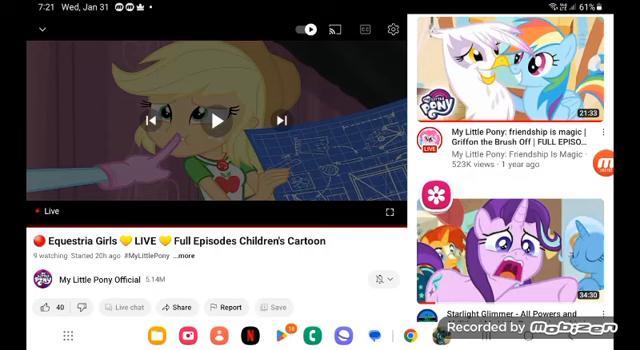 7:21 Wed, Jan 31
61%
Live
🔴 Equestria Girls 💛 LIVE 💛 Full Episodes Children's Cartoon
9 watching Started 20h ago #MyLittlePony ...more
My Little Pony Official 5.14M
40
Live chat
Share
Report
Save
my LITTLE PONY
21:33
LIVE
My Little Pony: friendship is magic |
Griffon the Brush Off | FULL EPISO...
My Little Pony: Friendship Is Magic ·
523K views · 1 year ago
34:30
Starlight Glimmer - All Powers and
Recorded by
mobizen